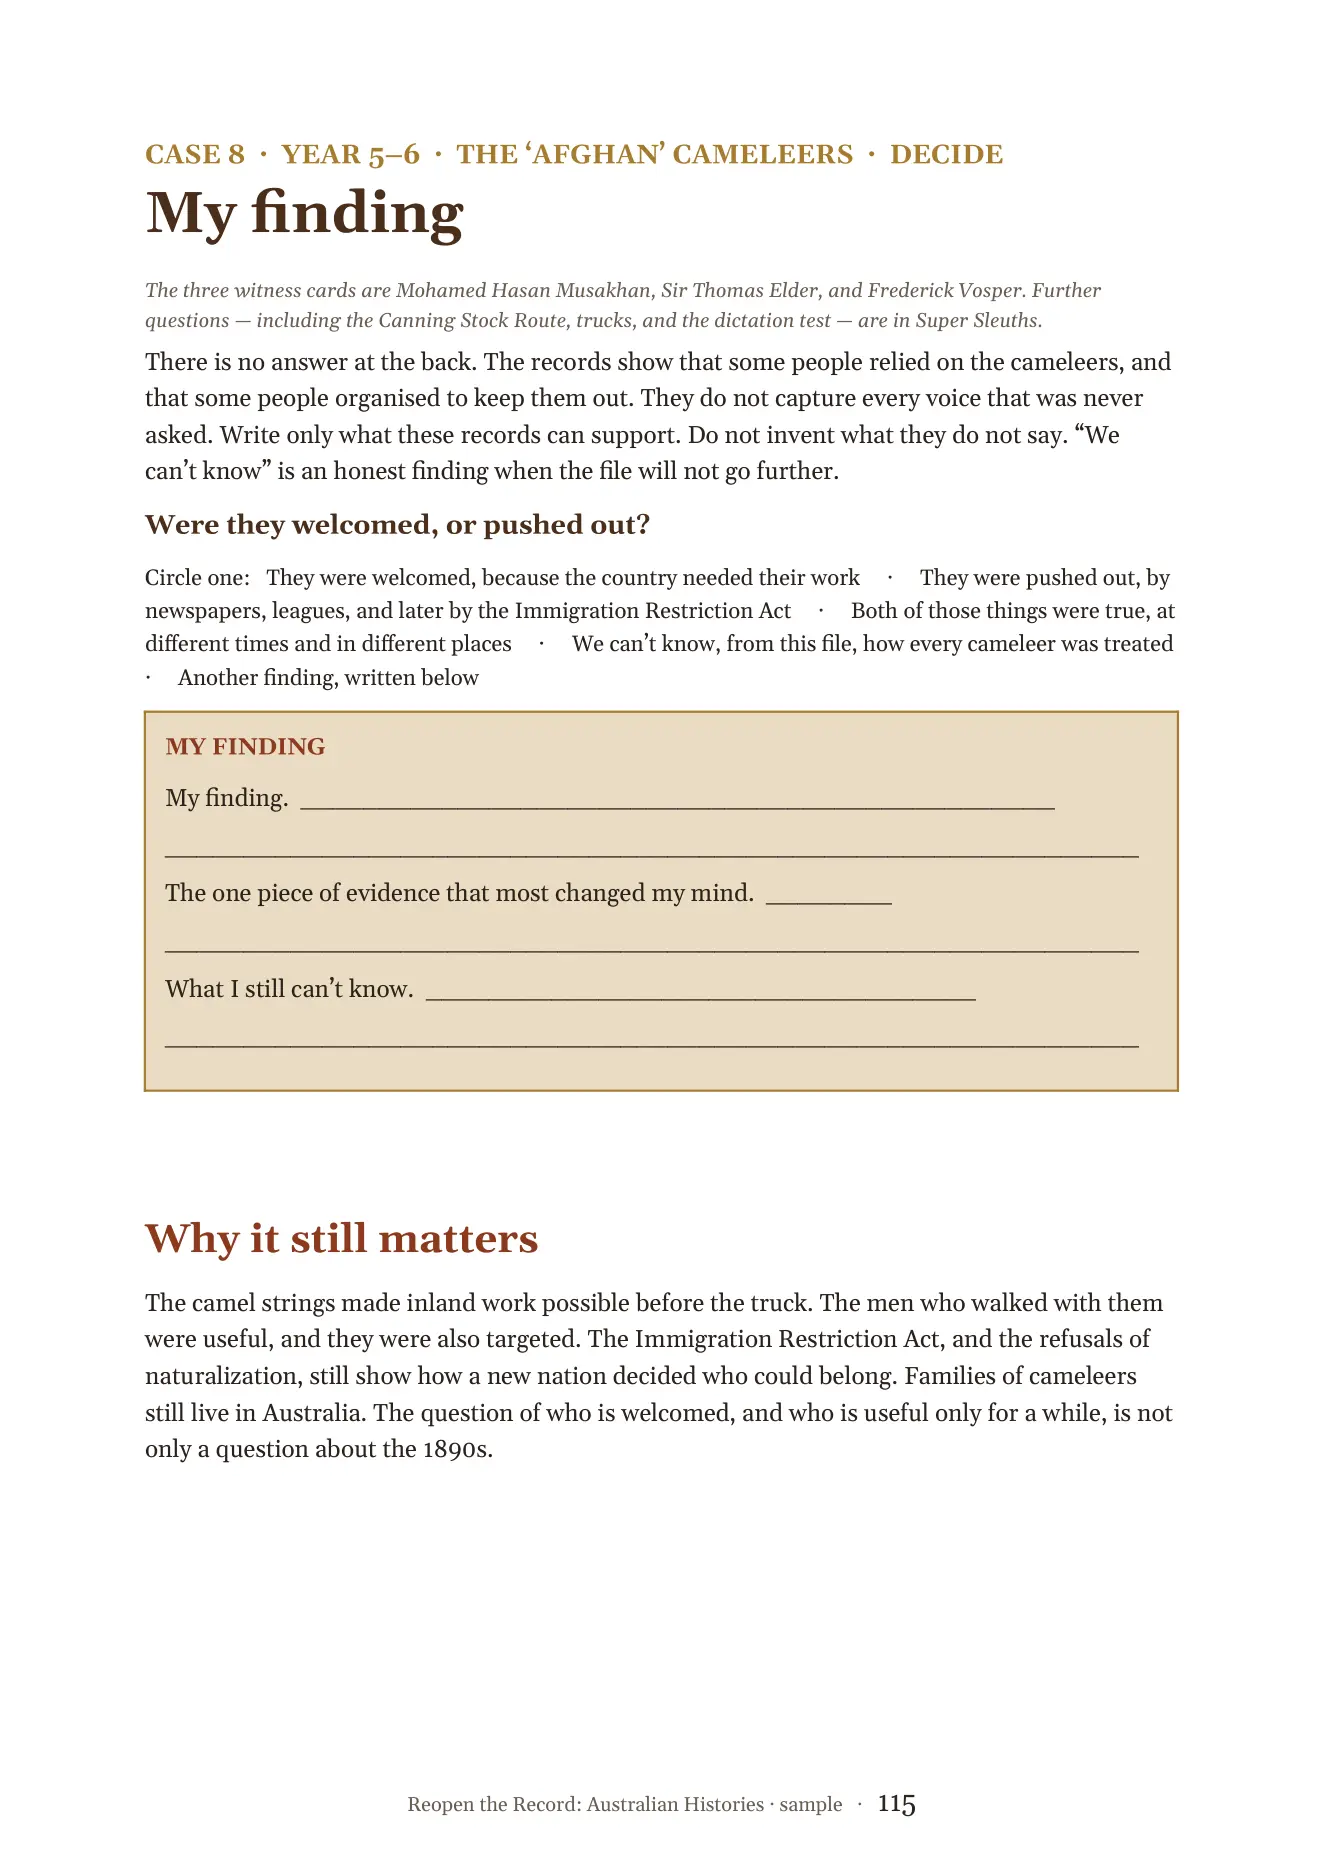 CASE 8 · YEAR 5–6 · THE ‘AFGHAN’ CAMELEERS · DECIDE
My finding
The three witness cards are Mohamed Hasan Musakhan, Sir Thomas Elder, and Frederick Vosper. Further
questions — including the Canning Stock Route, trucks, and the dictation test — are in Super Sleuths.
There is no answer at the back. The records show that some people relied on the cameleers, and
that some people organised to keep them out. They do not capture every voice that was never
asked. Write only what these records can support. Do not invent what they do not say. “We
can’t know” is an honest finding when the file will not go further.
Were they welcomed, or pushed out?
Circle one: They were welcomed, because the country needed their work · They were pushed out, by
newspapers, leagues, and later by the Immigration Restriction Act · Both of those things were true, at
different times and in different places · We can’t know, from this file, how every cameleer was treated
· Another finding, written below
MY FINDING
My finding.
The one piece of evidence that most changed my mind.
What I still can’t know.
Why it still matters
The camel strings made inland work possible before the truck. The men who walked with them
were useful, and they were also targeted. The Immigration Restriction Act, and the refusals of
naturalization, still show how a new nation decided who could belong. Families of cameleers
still live in Australia. The question of who is welcomed, and who is useful only for a while, is not
only a question about the 1890s.
Reopen the Record: Australian Histories · sample · 115